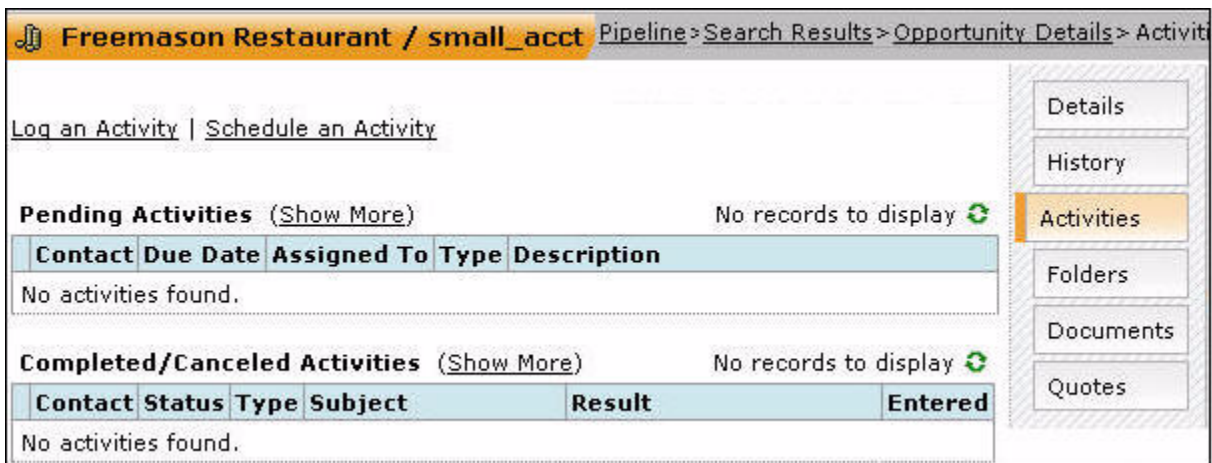 Freemason Restaurant / small_acct Pipeline>Search Results>Opportunity Details> Activiti
Log an Activity | Schedule an Activity
Pending Activities (Show More) No records to display
Contact Due Date Assigned To Type Description
No activities found.
Completed/Canceled Activities (Show More) No records to display
Contact Status Type Subject Result Entered
No activities found.
Details
History
Activities
Folders
Documents
Quotes